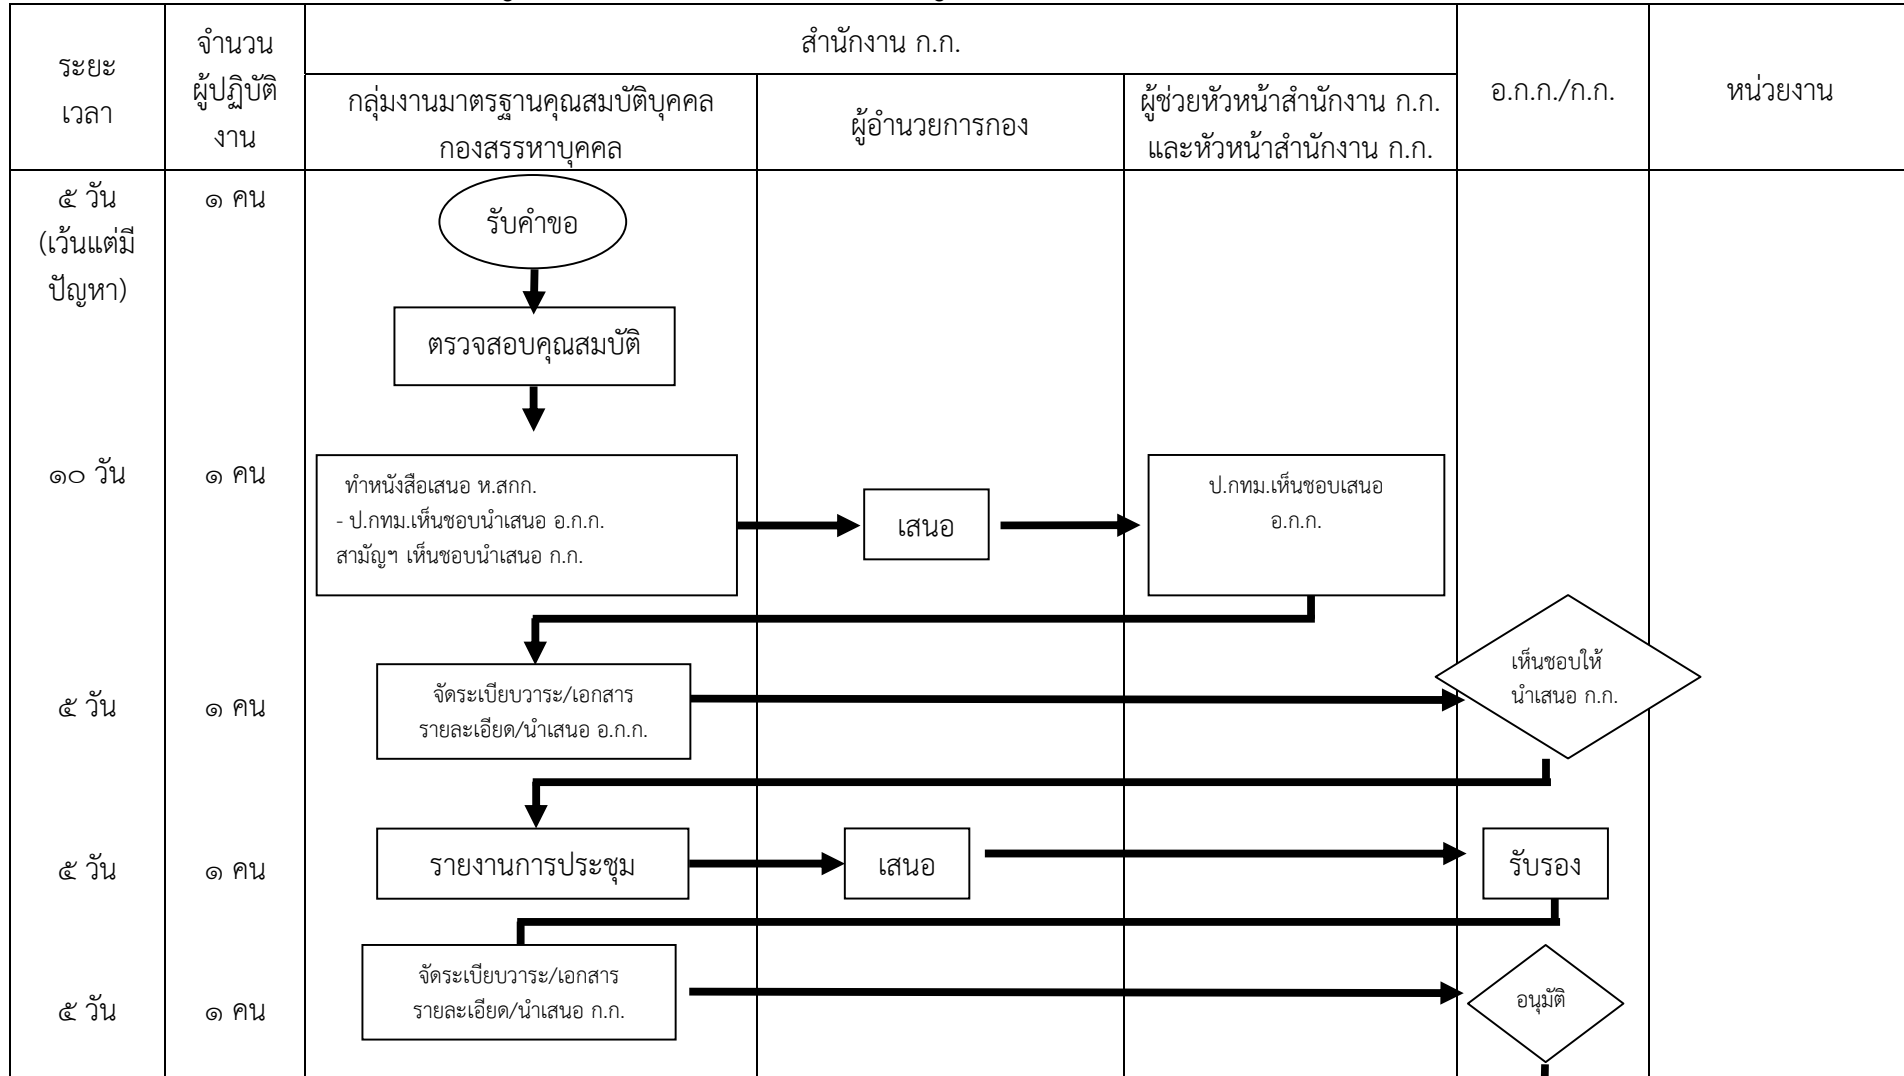 ระยะ
เวลา
จำนวน
ผู้ปฏิบัติ
งาน
สำนักงาน ก.ก.
กลุ่มงานมาตรฐานคุณสมบัติบุคคล
กองสรรหาบุคคล
ผู้อำนวยการกอง
ผู้ช่วยหัวหน้าสำนักงาน ก.ก.
และหัวหน้าสำนักงาน ก.ก.
อ.ก.ก./ก.ก.
หน่วยงาน
๕ วัน
(เว้นแต่มี
ปัญหา)
๑ คน
รับคำขอ
ตรวจสอบคุณสมบัติ
๑๐ วัน
๑ คน
ทำหนังสือเสนอ ห.สกก.
- ป.กทม.เห็นชอบนำเสนอ อ.ก.ก.
สามัญฯ เห็นชอบนำเสนอ ก.ก.
เสนอ
ป.กทม.เห็นชอบเสนอ
อ.ก.ก.
๕ วัน
๑ คน
จัดระเบียบวาระ/เอกสาร
รายละเอียด/นำเสนอ อ.ก.ก.
เห็นชอบให้
นำเสนอ ก.ก.
๕ วัน
๑ คน
รายงานการประชุม
เสนอ
รับรอง
๕ วัน
๑ คน
จัดระเบียบวาระ/เอกสาร
รายละเอียด/นำเสนอ ก.ก.
อนุมัติ